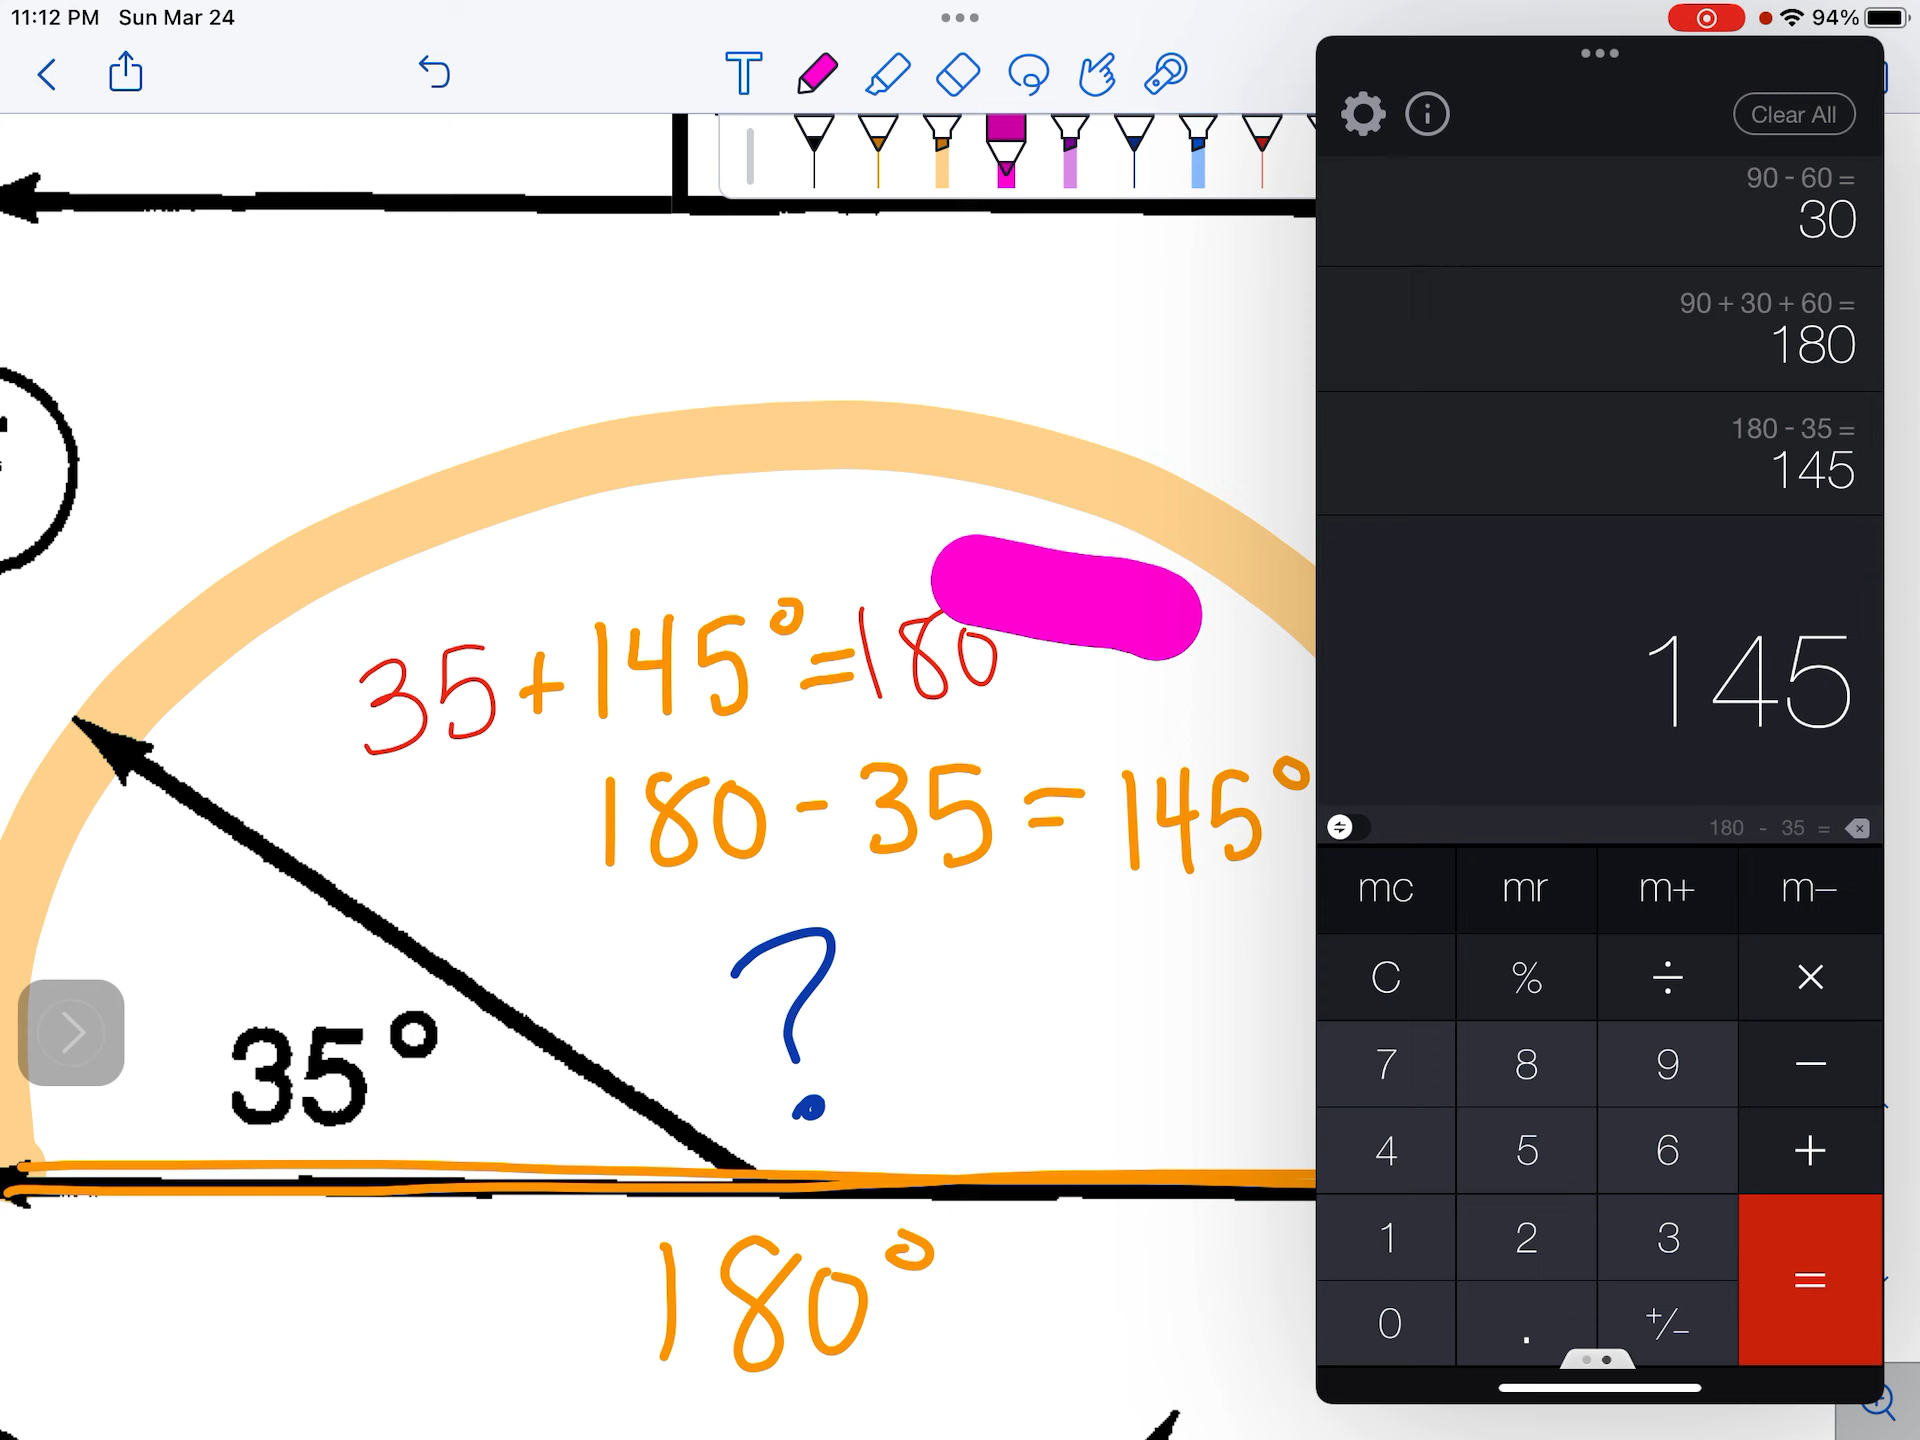 11:12 PM Sun Mar 24
94%
T
Clear All
90 - 60 =
30
90 + 30 + 60 =
180
180 - 35 =
145
145
180 - 35 =
mc mr m+ m−
C % ÷ ×
7 8 9 −
4 5 6 +
1 2 3 =
0 . +/−
35+145°=180
180-35=145°
?
35°
180°